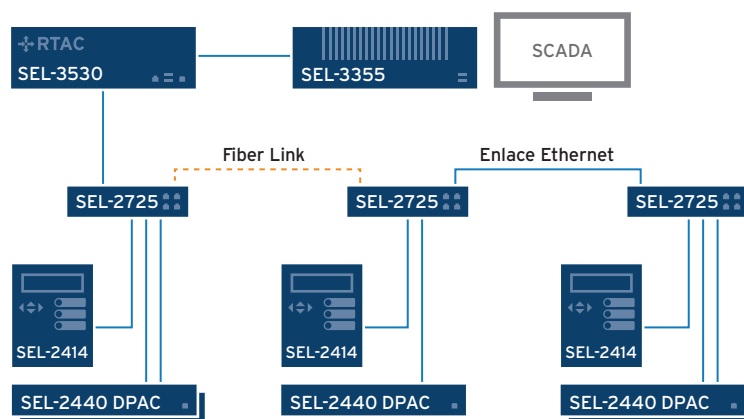 RTAC
SEL-3530
SEL-3355
SCADA
Fiber Link
Enlace Ethernet
SEL-2725
SEL-2725
SEL-2725
SEL-2414
SEL-2414
SEL-2414
SEL-2440 DPAC
SEL-2440 DPAC
SEL-2440 DPAC